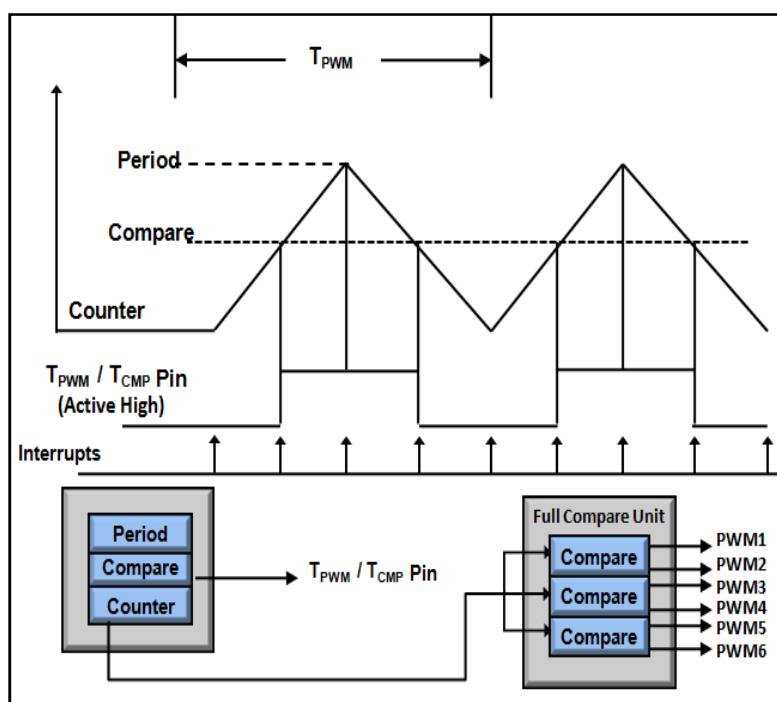 TPWM
Period
Compare
Counter
TPWM / TCMP Pin
(Active High)
Interrupts
Period
Compare
Counter
TPWM / TCMP Pin
Full Compare Unit
Compare
Compare
Compare
PWM1
PWM2
PWM3
PWM4
PWM5
PWM6